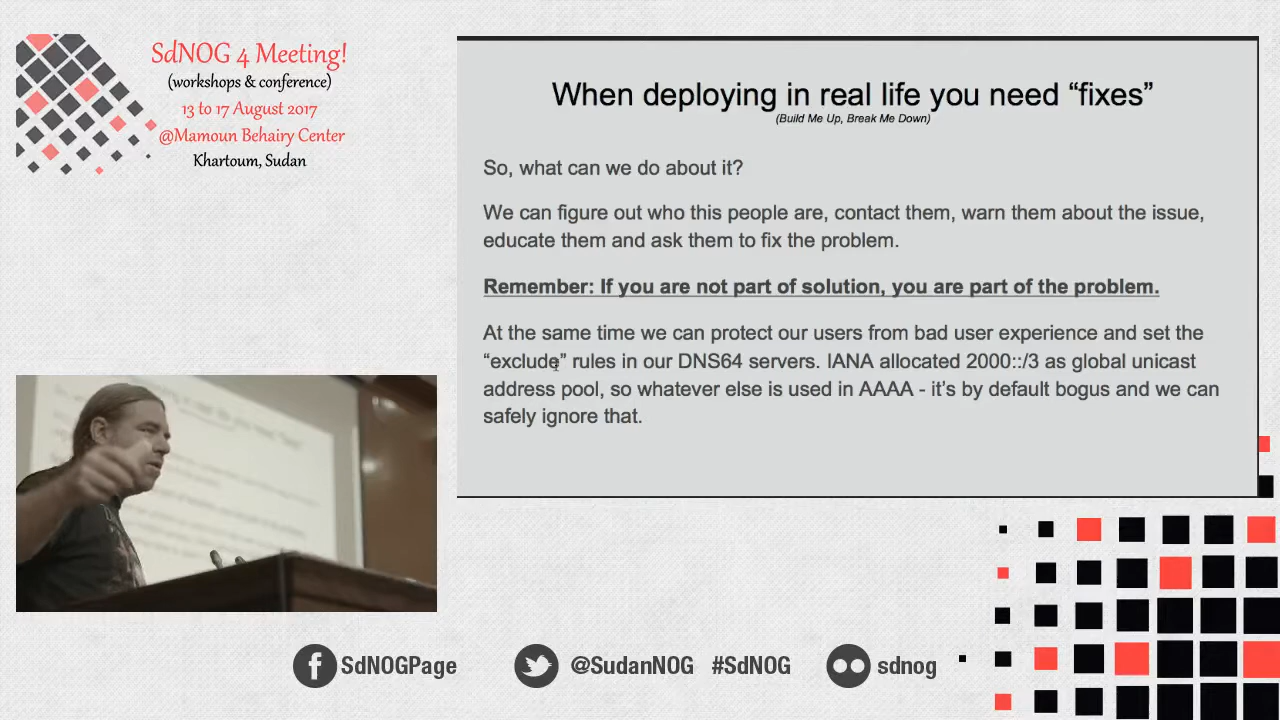 SdNOG 4 Meeting!
(workshops & conference)
13 to 17 August 2017
@Mamoun Behairy Center
Khartoum, Sudan
When deploying in real life you need “fixes”
(Build Me Up, Break Me Down)
So, what can we do about it?
We can figure out who this people are, contact them, warn them about the issue,
educate them and ask them to fix the problem.
Remember: If you are not part of solution, you are part of the problem.
At the same time we can protect our users from bad user experience and set the
“exclude” rules in our DNS64 servers. IANA allocated 2000::/3 as global unicast
address pool, so whatever else is used in AAAA - it’s by default bogus and we can
safely ignore that.
SdNOGPage
@SudanNOG #SdNOG
sdnog